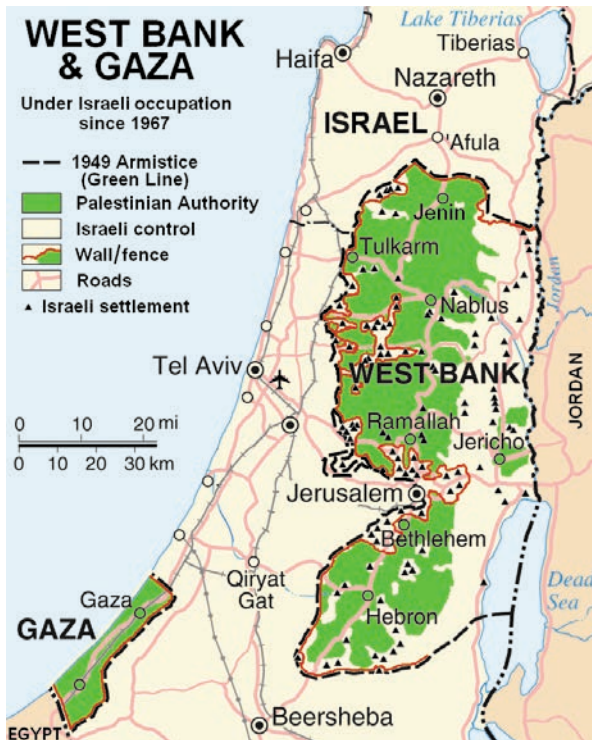 WEST BANK
& GAZA
Under Israeli occupation
since 1967
1949 Armistice
(Green Line)
Palestinian Authority
Israeli control
Wall/fence
Roads
Israeli settlement
Lake Tiberias
Tiberias
Haifa
Nazareth
ISRAEL
'Afula
Jenin
Tulkarm
Nablus
Jordan
Tel Aviv
WEST BANK
JORDAN
0 10 20 mi
0 10 20 30 km
Ramallah
Jericho
Jerusalem
Bethlehem
Qiryat
Gat
Dead
Sea
Gaza
GAZA
Hebron
Beersheba
EGYPT